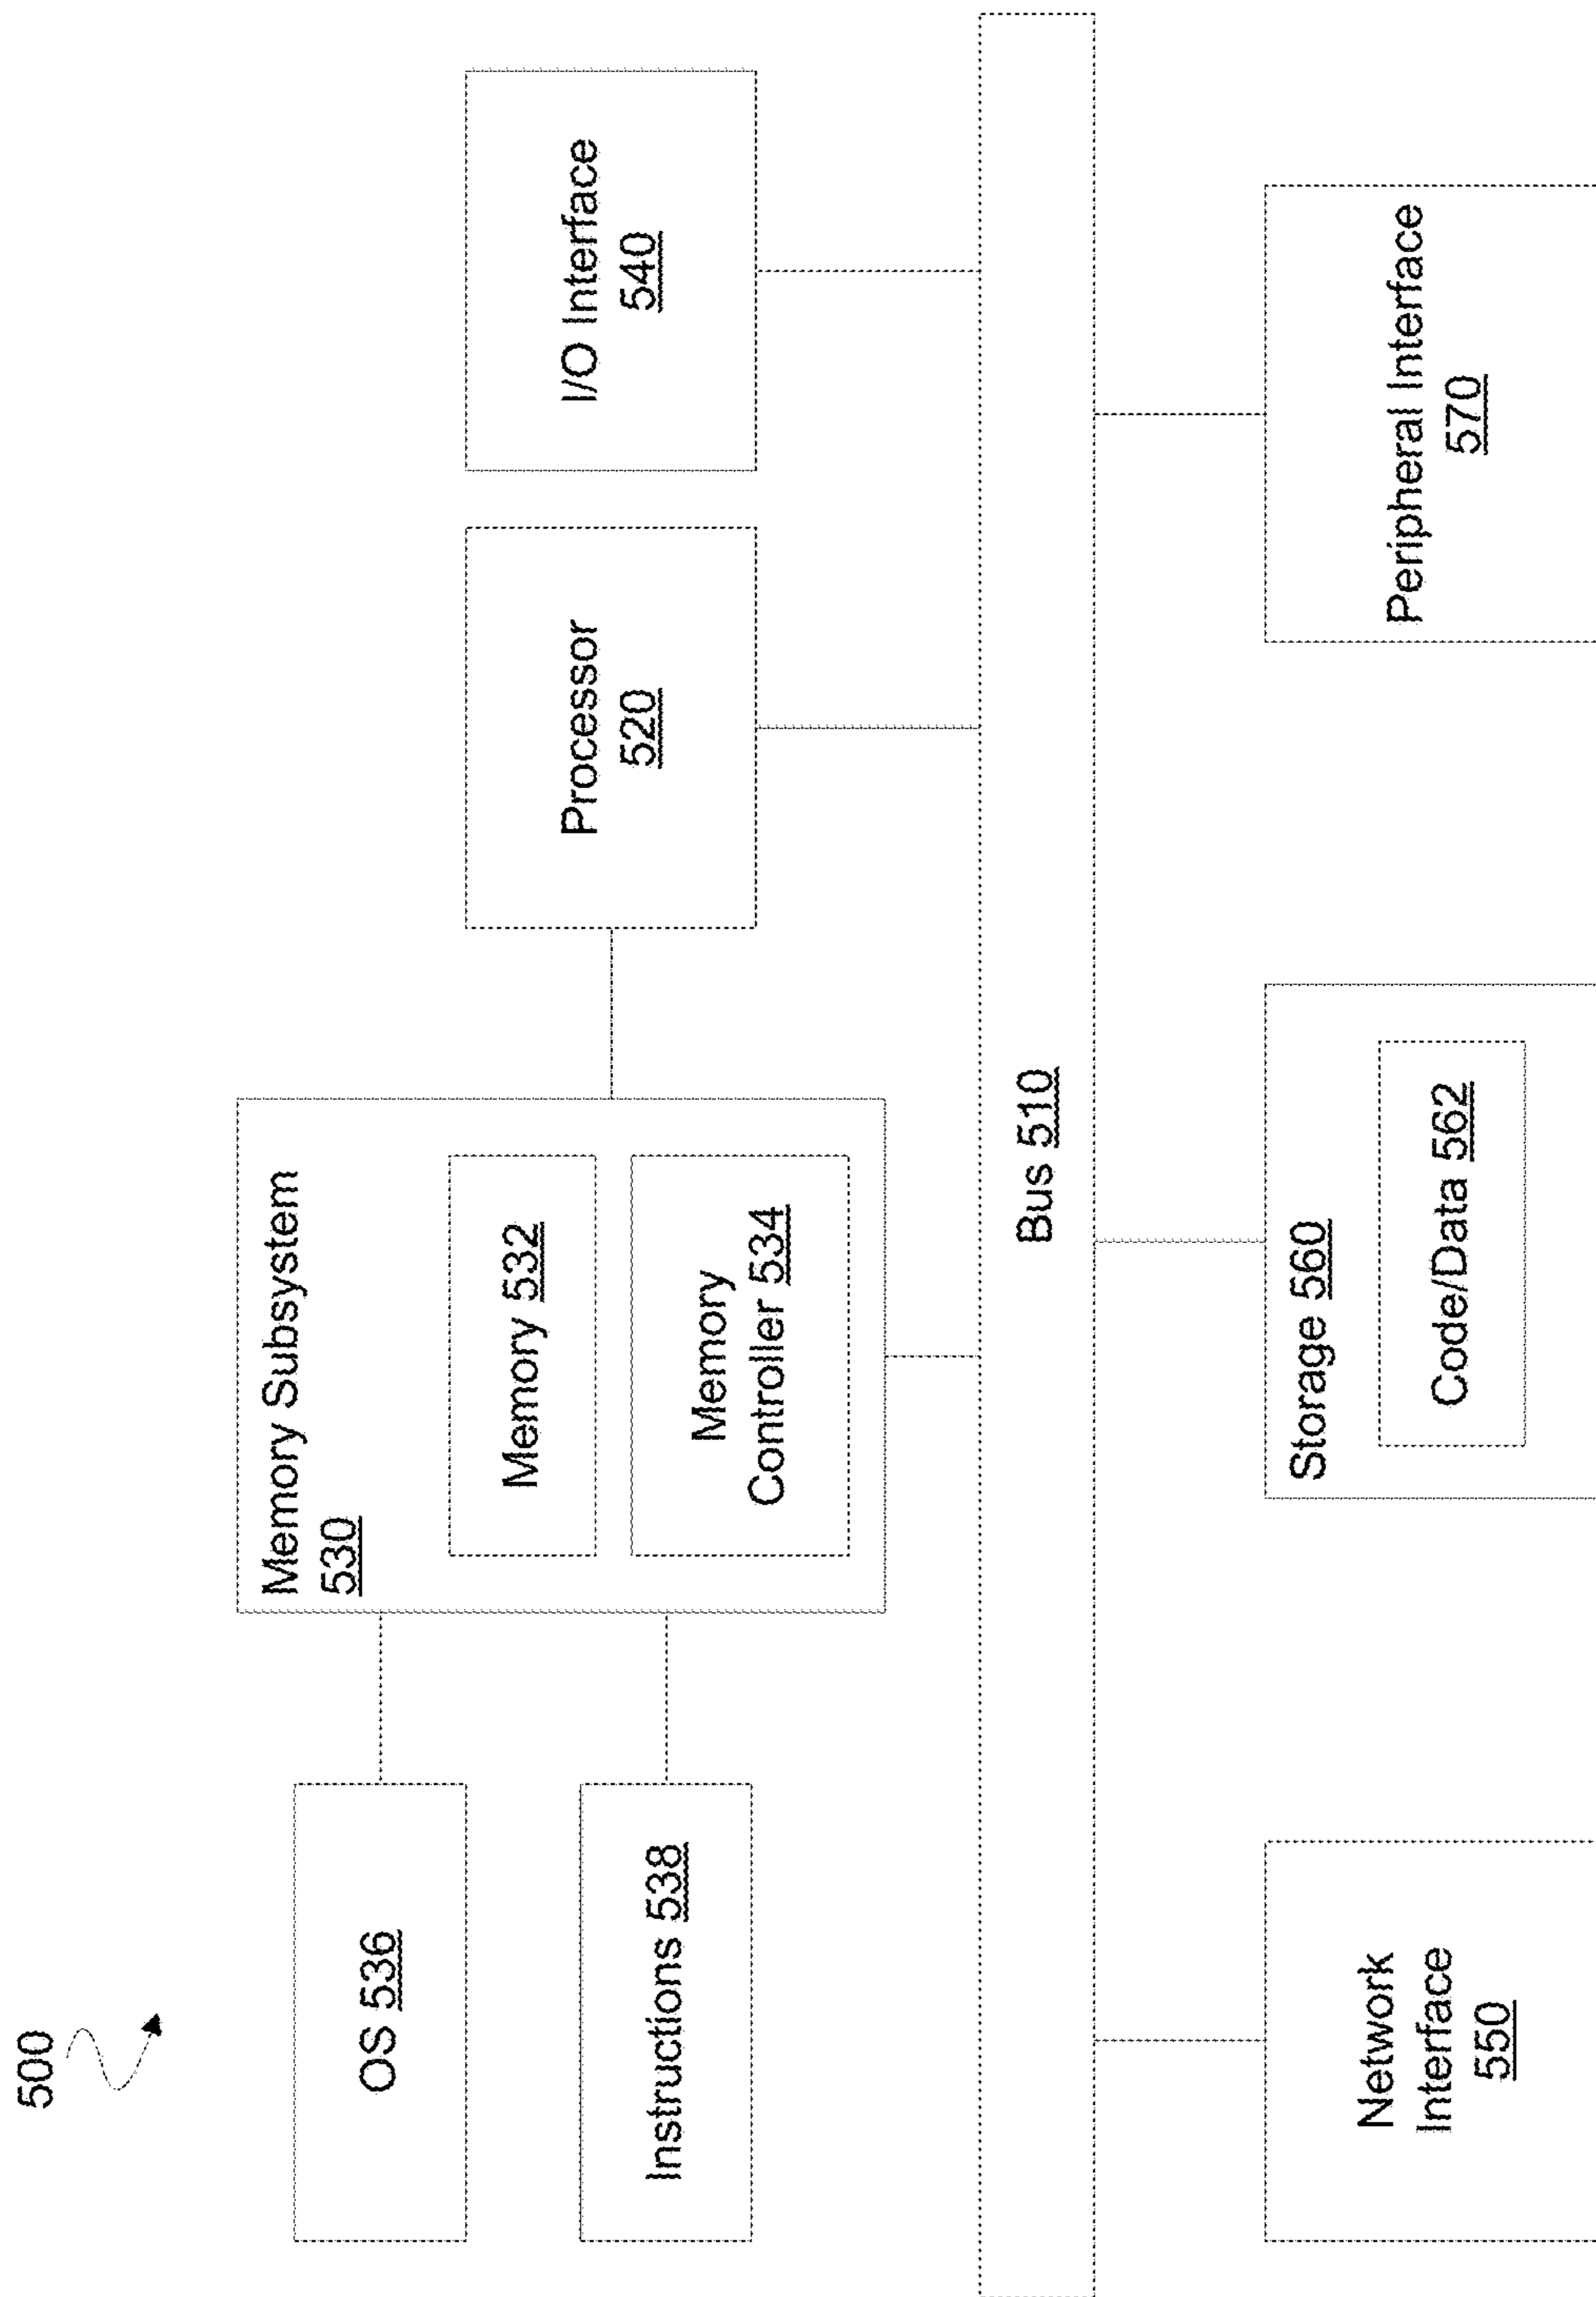 500
OS 536
Instructions 538
Memory Subsystem
530
Memory 532
Memory
Controller 534
Processor
520
I/O Interface
540
Bus 510
Network
Interface
550
Storage 560
Code/Data 562
Peripheral Interface
570